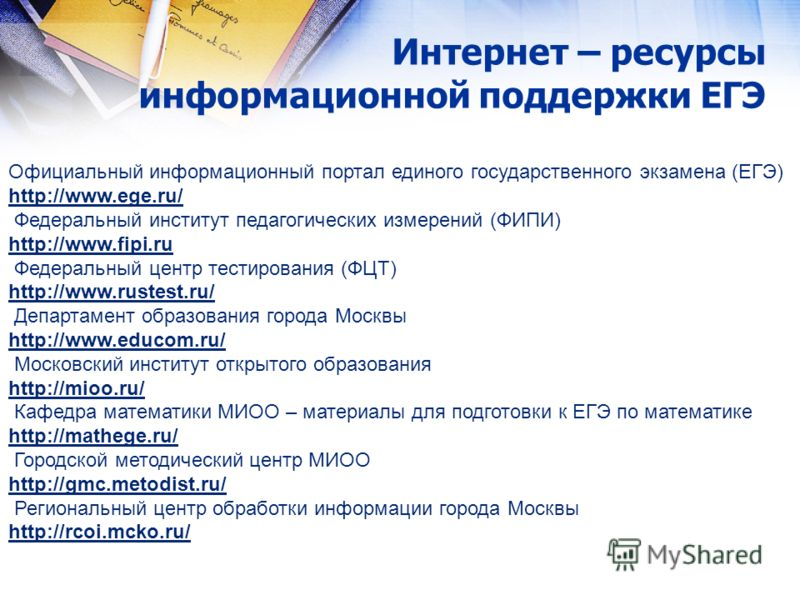 Интернет – ресурсы
информационной поддержки ЕГЭ
Официальный информационный портал единого государственного экзамена (ЕГЭ)
http://www.ege.ru/
Федеральный институт педагогических измерений (ФИПИ)
http://www.fipi.ru
Федеральный центр тестирования (ФЦТ)
http://www.rustest.ru/
Департамент образования города Москвы
http://www.educom.ru/
Московский институт открытого образования
http://mioo.ru/
Кафедра математики МИОО – материалы для подготовки к ЕГЭ по математике
http://mathege.ru/
Городской методический центр МИОО
http://gmc.metodist.ru/
Региональный центр обработки информации города Москвы
http://rcoi.mcko.ru/
MyShared